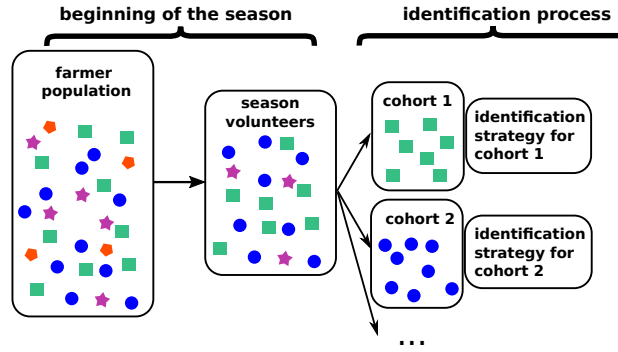 beginning of the season
identification process
farmer
population
season
volunteers
cohort 1
identification
strategy for
cohort 1
cohort 2
identification
strategy for
cohort 2
...